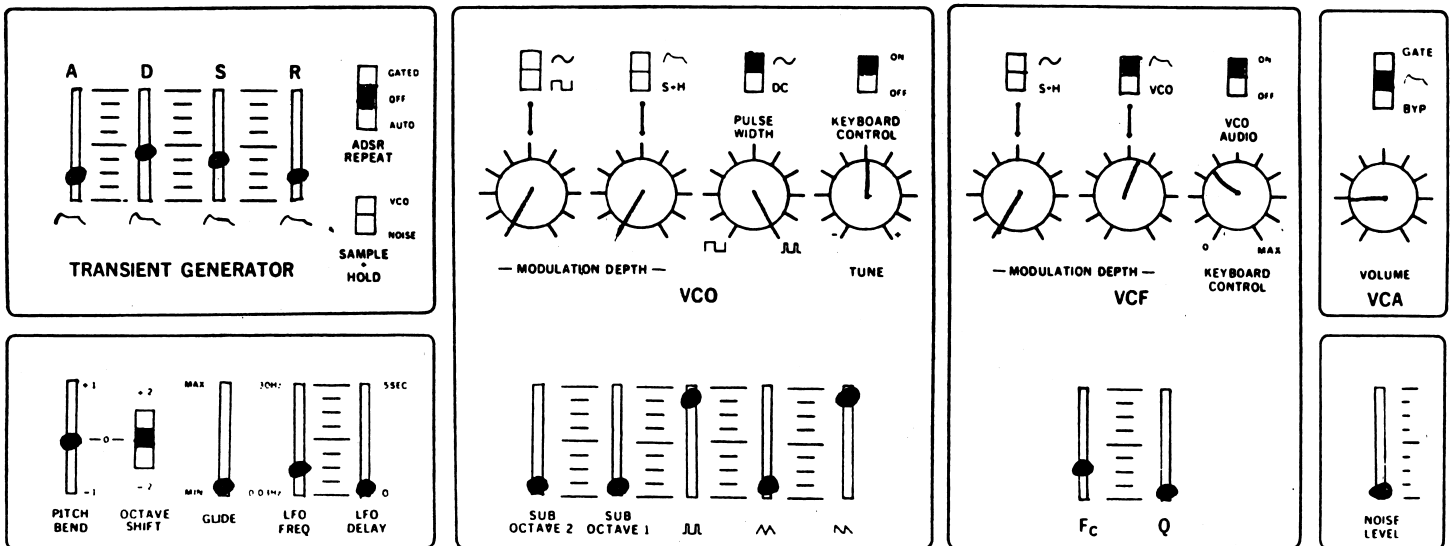 A D S R
GATED
OFF
AUTO
ADSR
REPEAT
VCO
NOISE
SAMPLE
+
HOLD
TRANSIENT GENERATOR
S+H
DC
ON
OFF
PULSE
WIDTH
KEYBOARD
CONTROL
- +
— MODULATION DEPTH —
TUNE
VCO
S+H
VCO
ON
OFF
VCO
AUDIO
0 MAX
— MODULATION DEPTH —
KEYBOARD
CONTROL
VCF
GATE
BYP
VOLUME
VCA
+1
—0—
-1
PITCH
BEND
+2
-2
OCTAVE
SHIFT
MAX
MIN
GLIDE
30Hz
0.03Hz
LFO
FREQ
5SEC
0
LFO
DELAY
SUB
OCTAVE 2
SUB
OCTAVE 1
Fc Q
NOISE
LEVEL